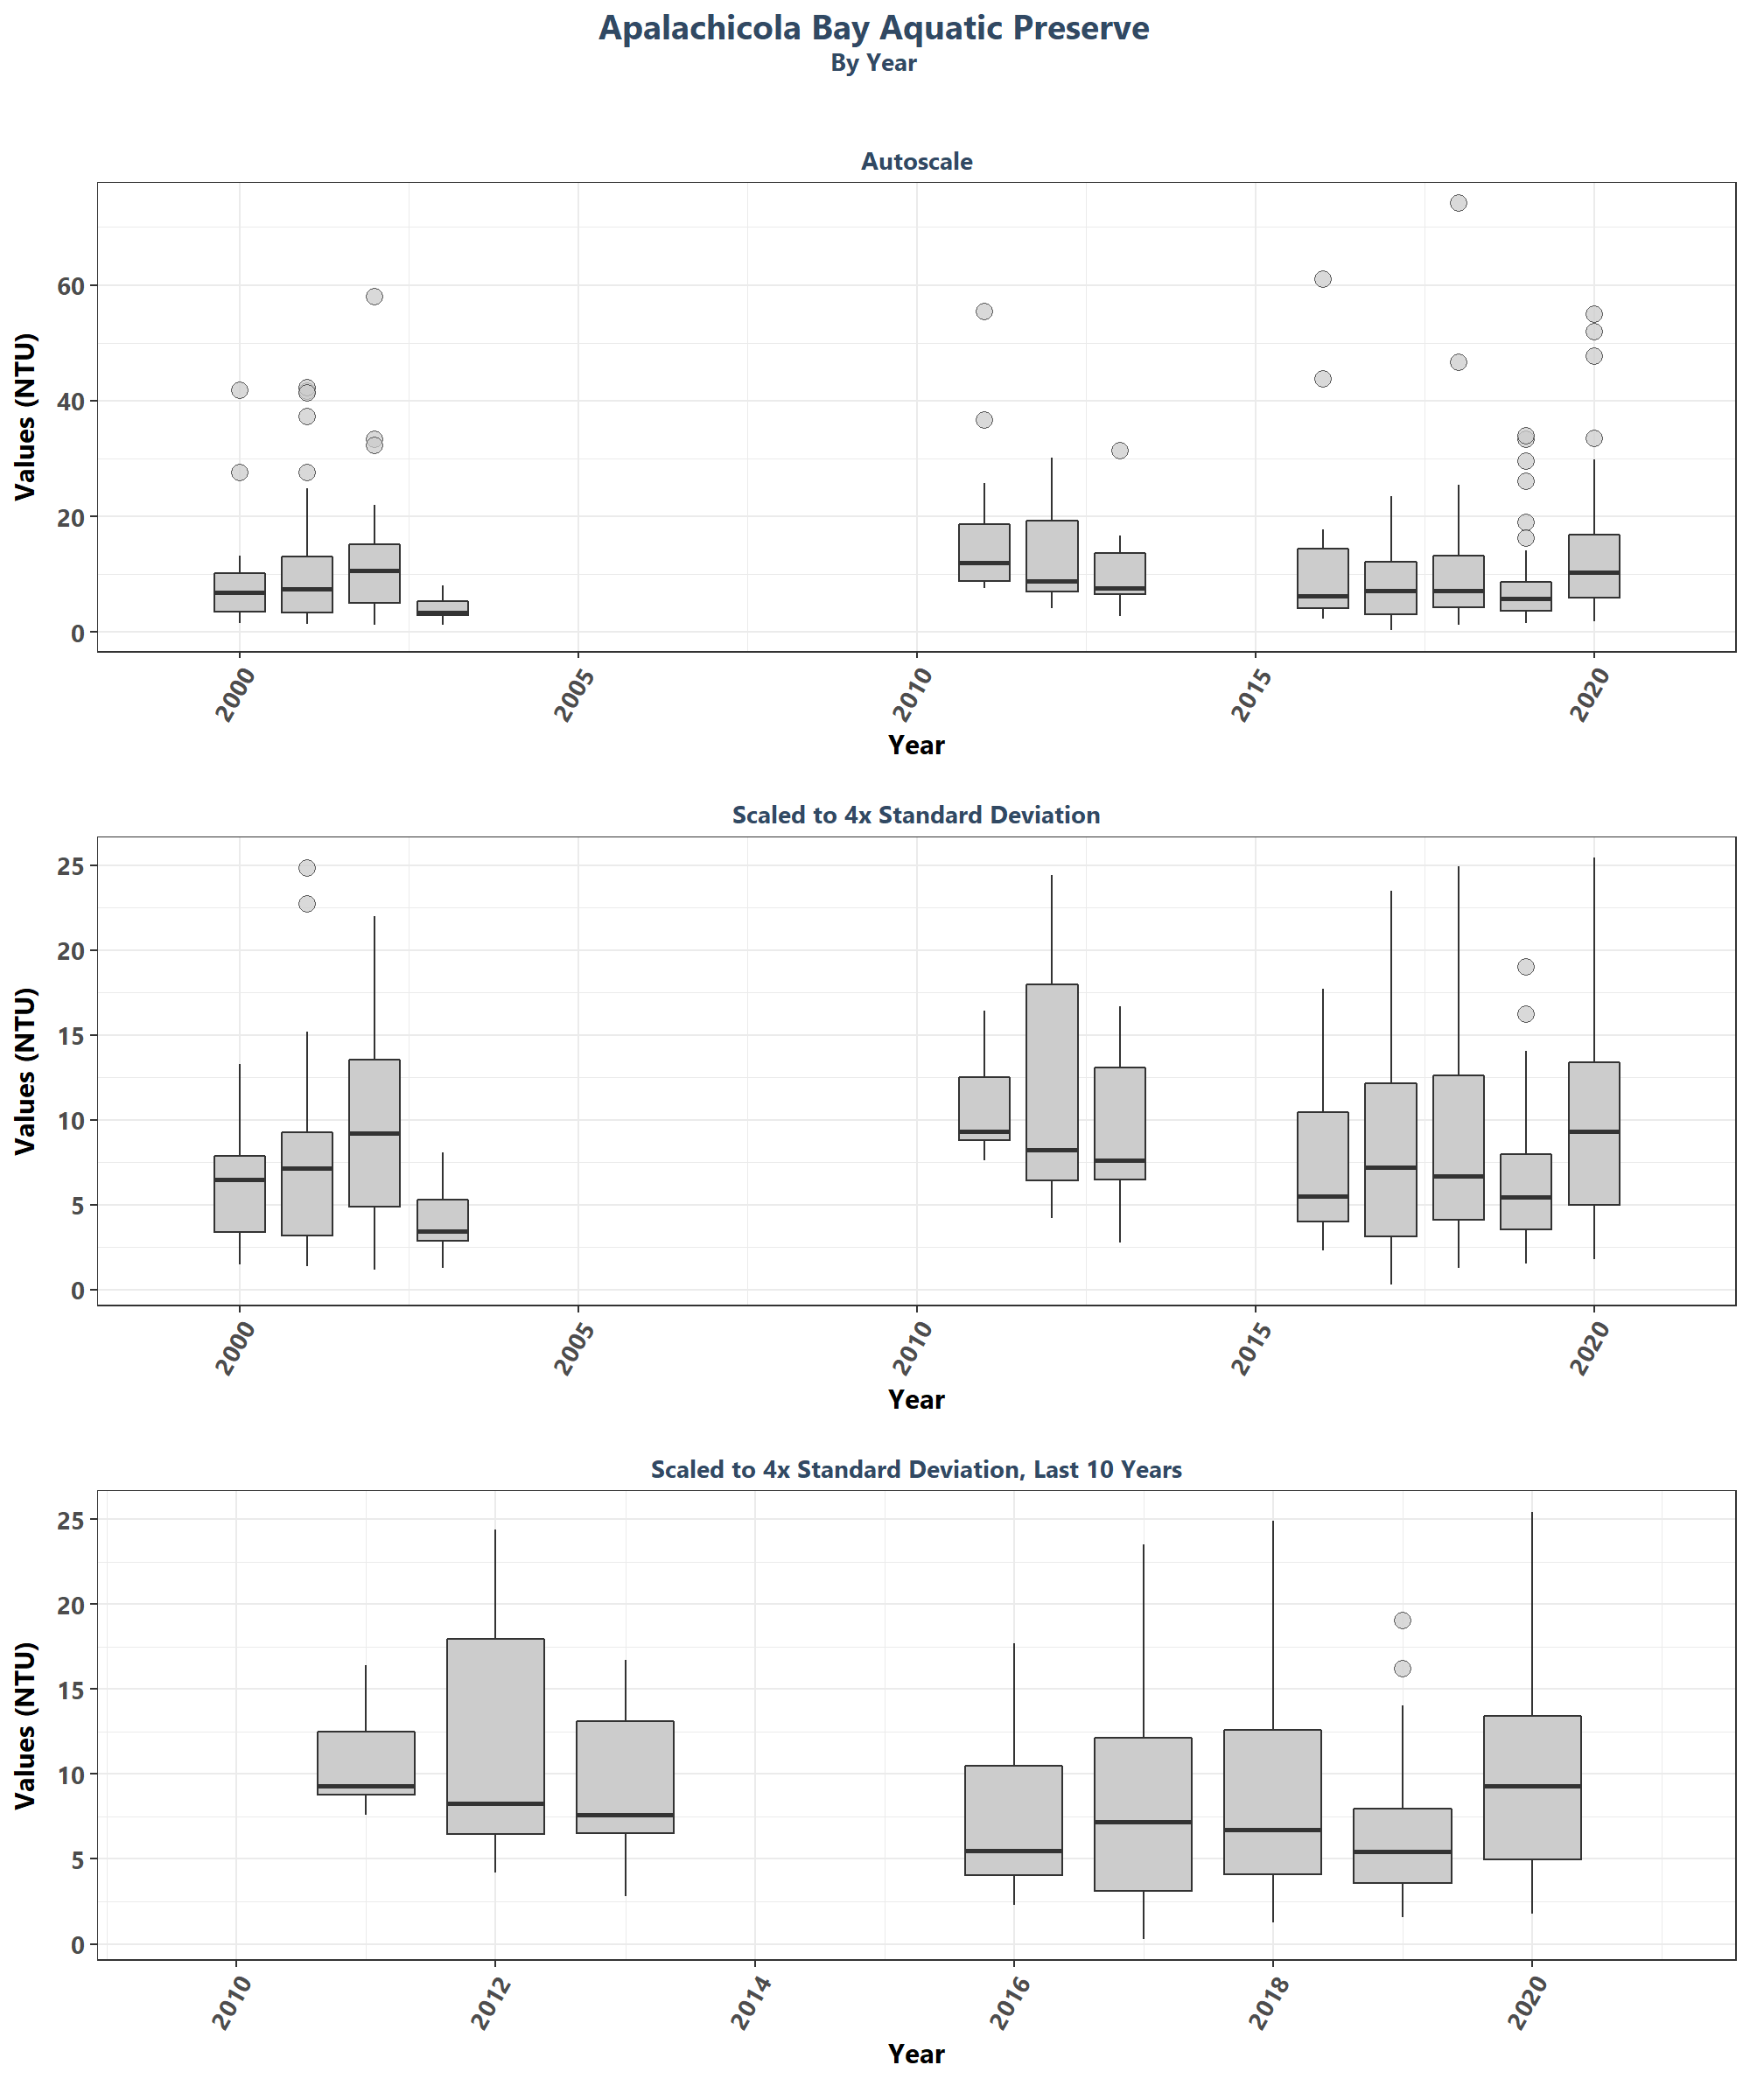 Apalachicola Bay Aquatic Preserve
By Year
Autoscale
Values (NTU)
60
40
20
0
2000 2005 2010 2015 2020
Year
Scaled to 4x Standard Deviation
Values (NTU)
25
20
15
10
5
0
2000 2005 2010 2015 2020
Year
Scaled to 4x Standard Deviation, Last 10 Years
Values (NTU)
25
20
15
10
5
0
2010 2012 2014 2016 2018 2020
Year